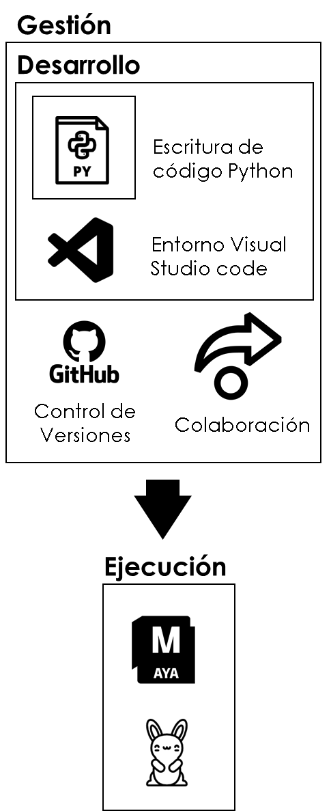 Gestión
Desarrollo
PY
Escritura de
código Python
Entorno Visual
Studio code
GitHub
Control de
Versiones
Colaboración
Ejecución
M
AYA